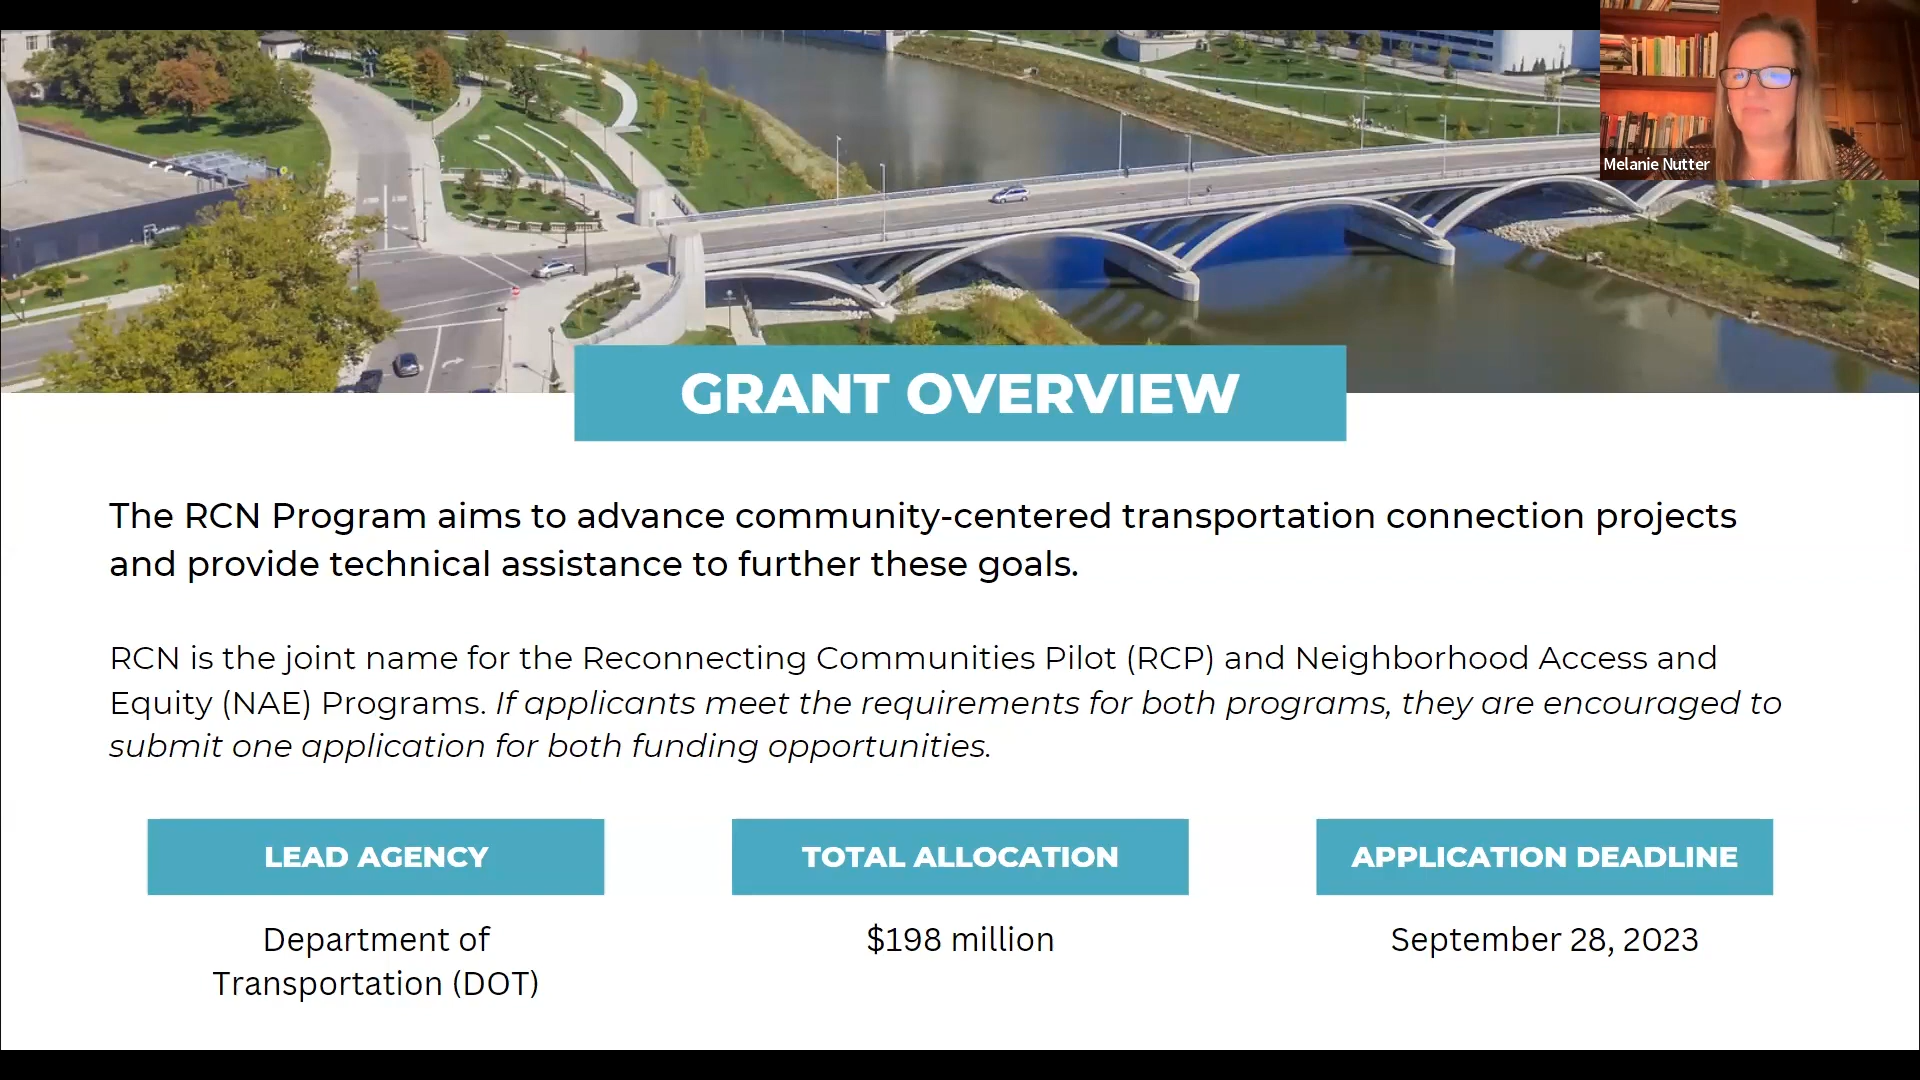 Melanie Nutter
GRANT OVERVIEW
The RCN Program aims to advance community-centered transportation connection projects
and provide technical assistance to further these goals.
RCN is the joint name for the Reconnecting Communities Pilot (RCP) and Neighborhood Access and
Equity (NAE) Programs. If applicants meet the requirements for both programs, they are encouraged to
submit one application for both funding opportunities.
LEAD AGENCY
Department of
Transportation (DOT)
TOTAL ALLOCATION
$198 million
APPLICATION DEADLINE
September 28, 2023